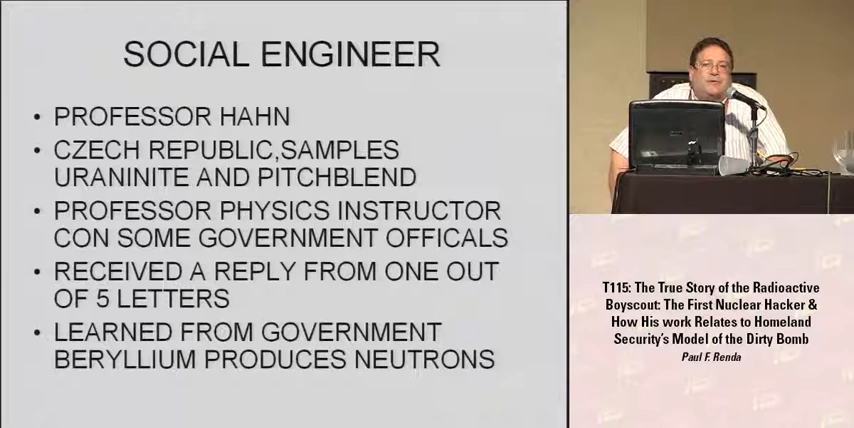 SOCIAL ENGINEER
• PROFESSOR HAHN
• CZECH REPUBLIC,SAMPLES
URANINITE AND PITCHBLEND
• PROFESSOR PHYSICS INSTRUCTOR
CON SOME GOVERNMENT OFFICALS
• RECEIVED A REPLY FROM ONE OUT
OF 5 LETTERS
• LEARNED FROM GOVERNMENT
BERYLLIUM PRODUCES NEUTRONS
T115: The True Story of the Radioactive
Boyscout: The First Nuclear Hacker &
How His work Relates to Homeland
Security's Model of the Dirty Bomb
Paul F. Renda